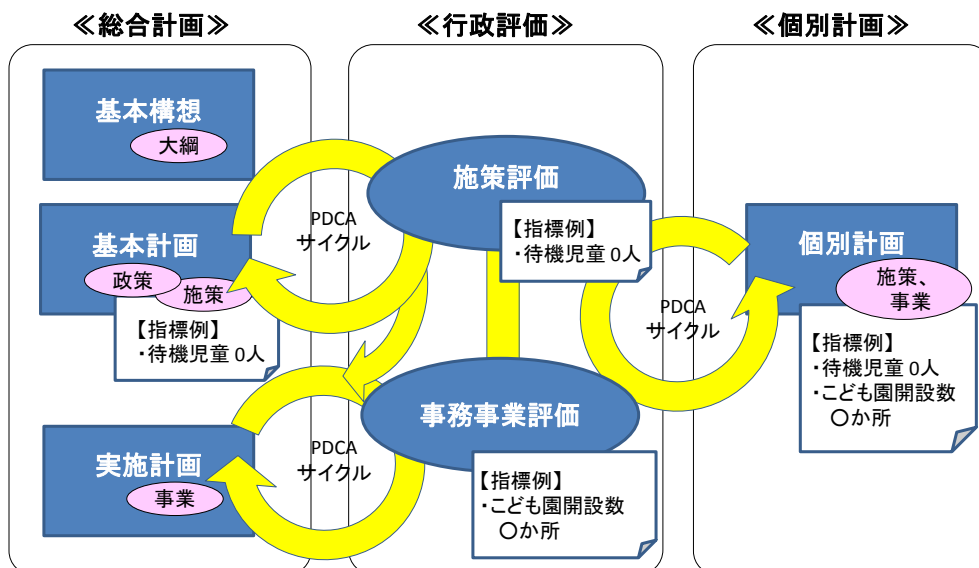 ≪総合計画≫
≪行政評価≫
≪個別計画≫
基本構想
大綱
基本計画
政策
施策
【指標例】
・待機児童 0人
実施計画
事業
PDCA
サイクル
PDCA
サイクル
施策評価
【指標例】
・待機児童 0人
事務事業評価
【指標例】
・こども園開設数
〇か所
PDCA
サイクル
個別計画
施策、
事業
【指標例】
・待機児童 0人
・こども園開設数
〇か所